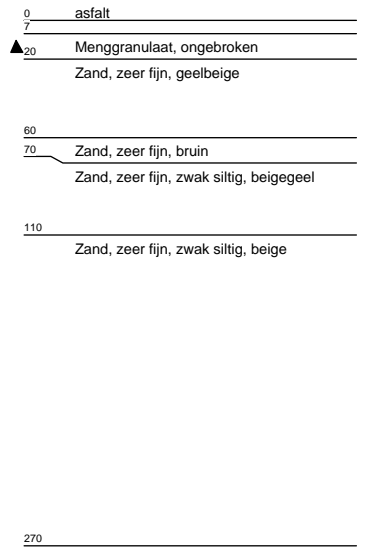 0 asfalt
7
20 Menggranulaat, ongebroken
Zand, zeer fijn, geelbeige
60
70 Zand, zeer fijn, bruin
Zand, zeer fijn, zwak siltig, beigegeel
110
Zand, zeer fijn, zwak siltig, beige
270